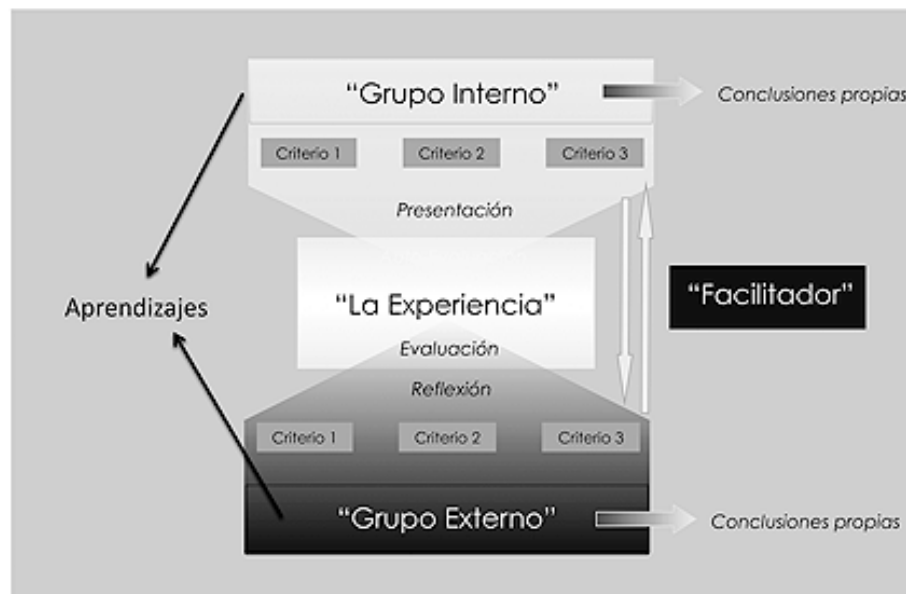 “Grupo Interno”
Conclusiones propias
Criterio 1
Criterio 2
Criterio 3
Presentación
“La Experiencia”
“Facilitador”
Aprendizajes
Evaluación
Reflexión
Criterio 1
Criterio 2
Criterio 3
“Grupo Externo”
Conclusiones propias